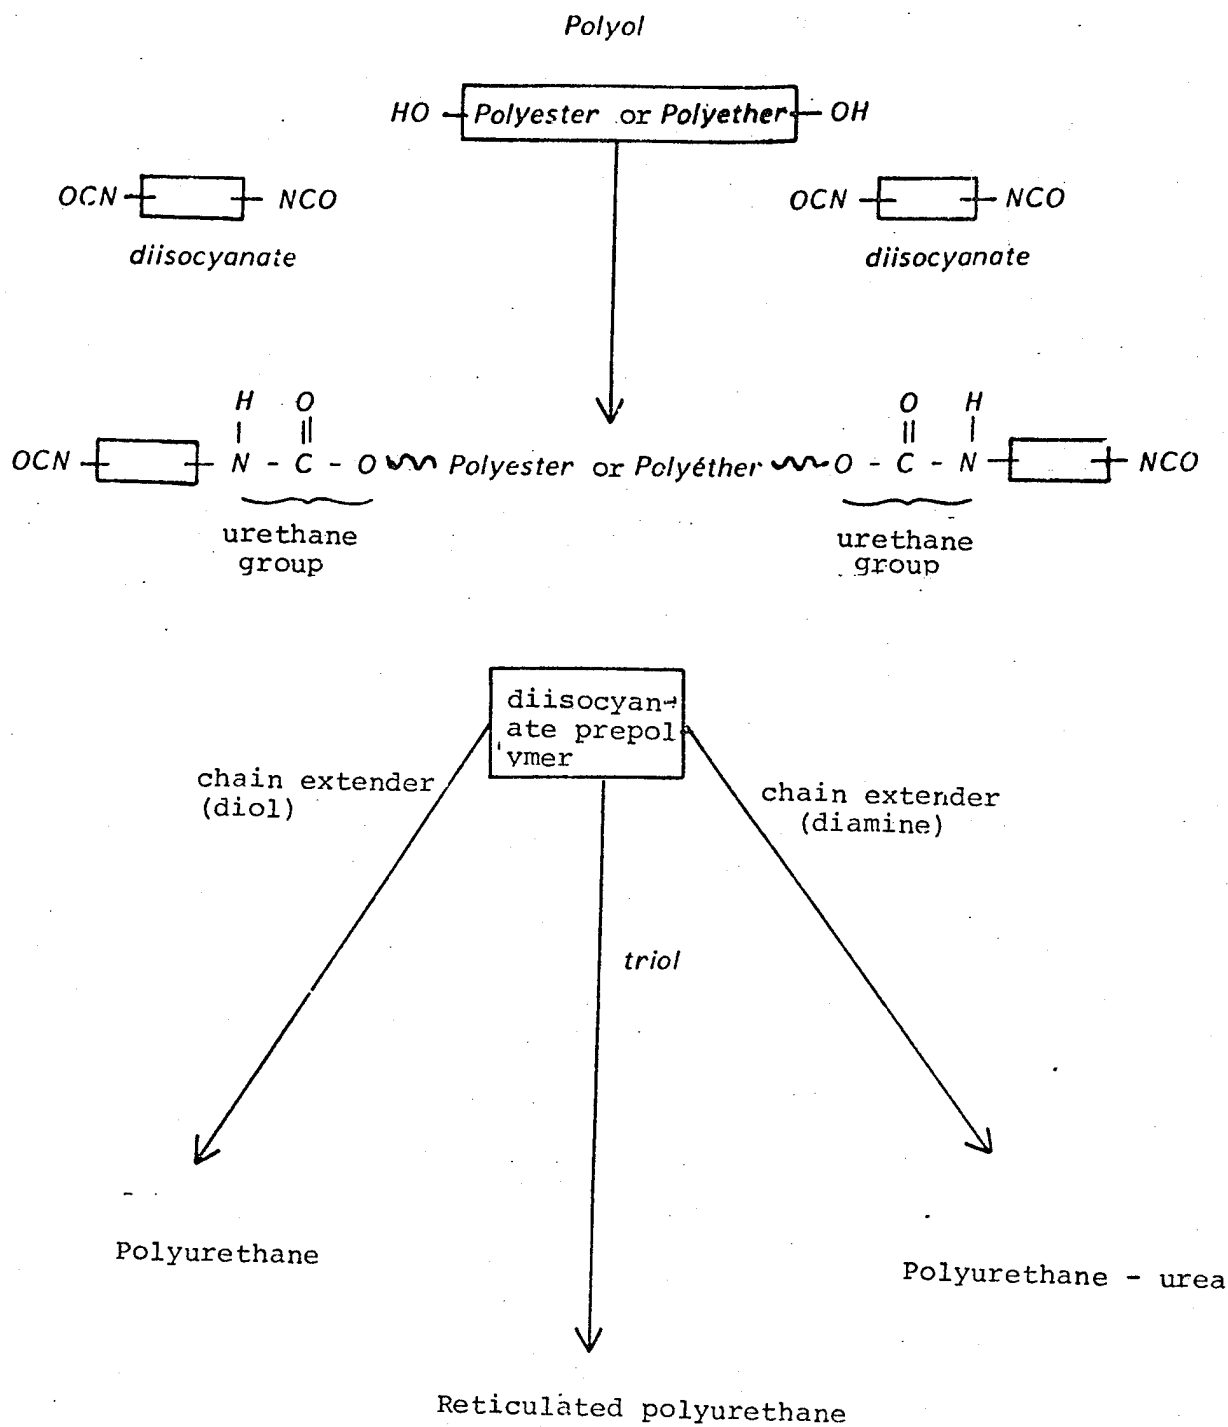 Polyol
HO Polyester or Polyether OH
OCN NCO
diisocyanate
OCN NCO
diisocyanate
H O
OCN N - C - O Polyester or Polyéther O - C - N NCO
O H
urethane
group
urethane
group
diisocyan-
ate prepol
ymer
chain extender
(diol)
chain extender
(diamine)
triol
Polyurethane
Polyurethane - urea
Reticulated polyurethane